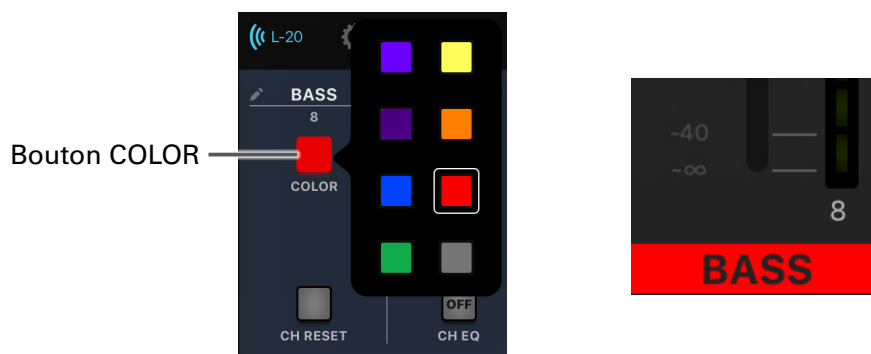 L-20
BASS
8
Bouton COLOR
COLOR
OFF
CH RESET
CH EQ
-40
-∞
8
BASS